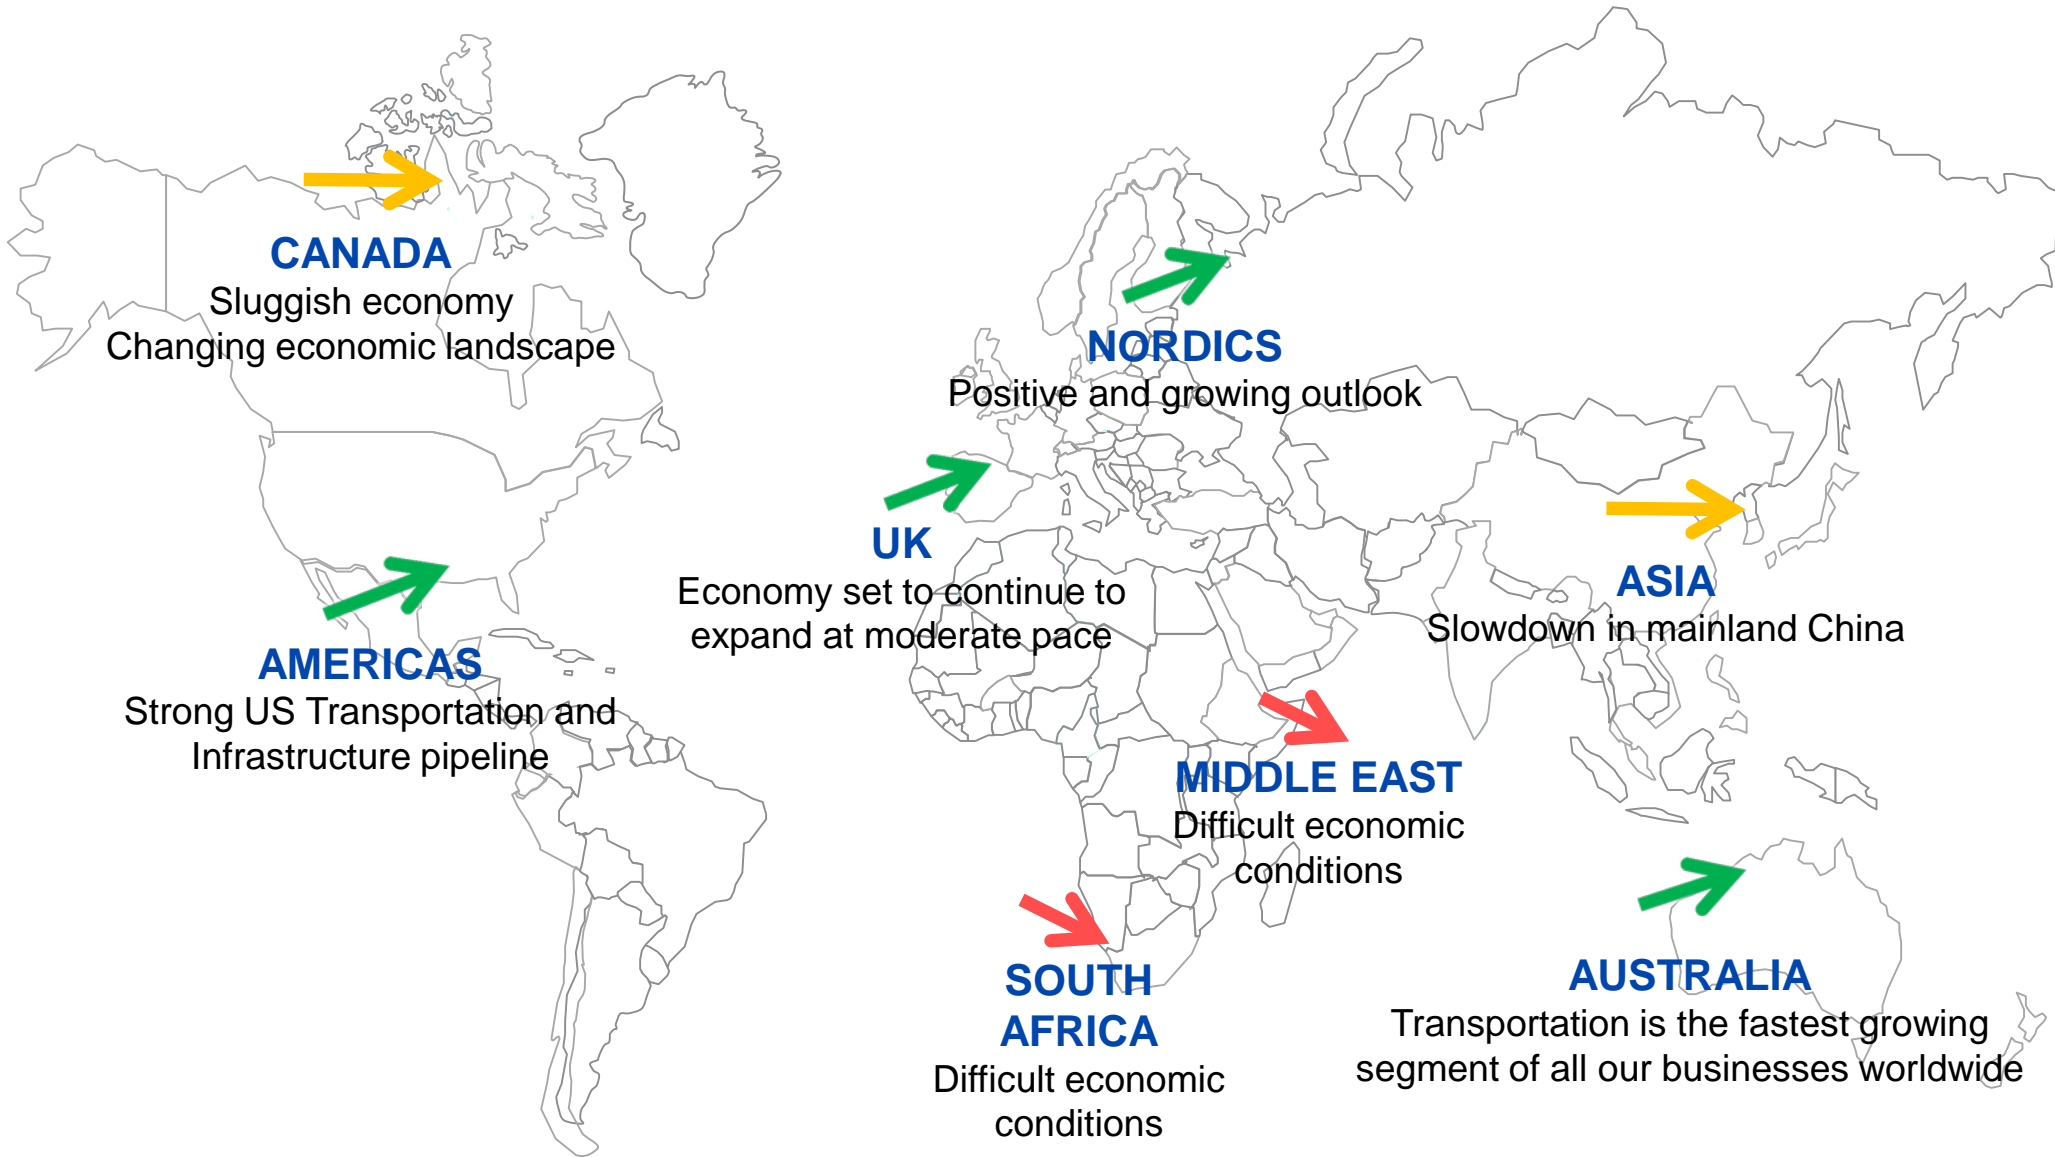 CANADA
Sluggish economy
Changing economic landscape
NORDICS
Positive and growing outlook
UK
Economy set to continue to
expand at moderate pace
ASIA
Slowdown in mainland China
AMERICAS
Strong US Transportation and
Infrastructure pipeline
MIDDLE EAST
Difficult economic
conditions
SOUTH
AFRICA
Difficult economic
conditions
AUSTRALIA
Transportation is the fastest growing
segment of all our businesses worldwide